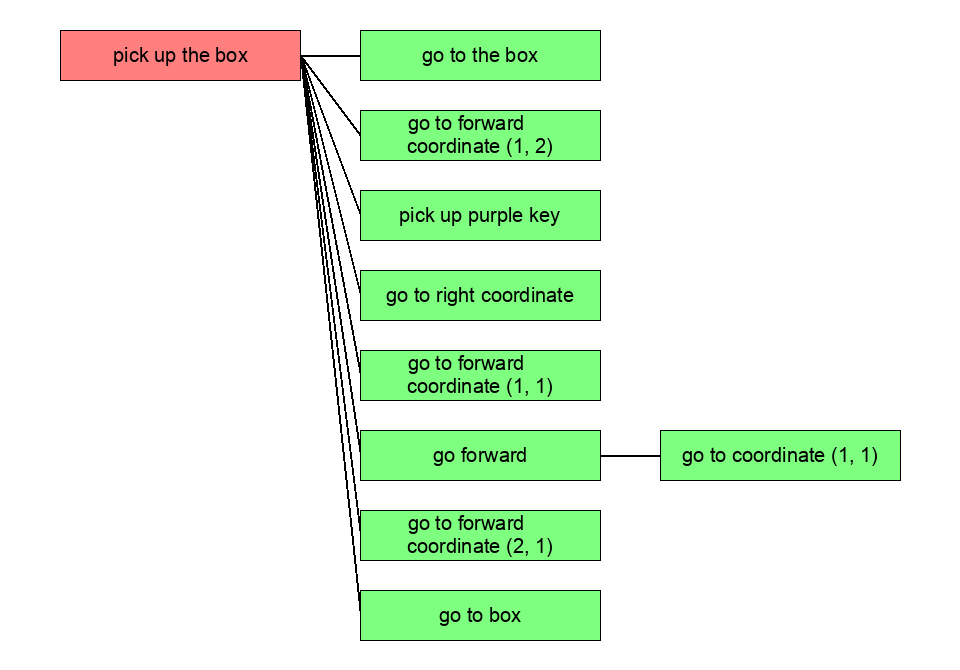 pick up the box
go to the box
go to forward
coordinate (1, 2)
pick up purple key
go to right coordinate
go to forward
coordinate (1, 1)
go forward
go to coordinate (1, 1)
go to forward
coordinate (2, 1)
go to box